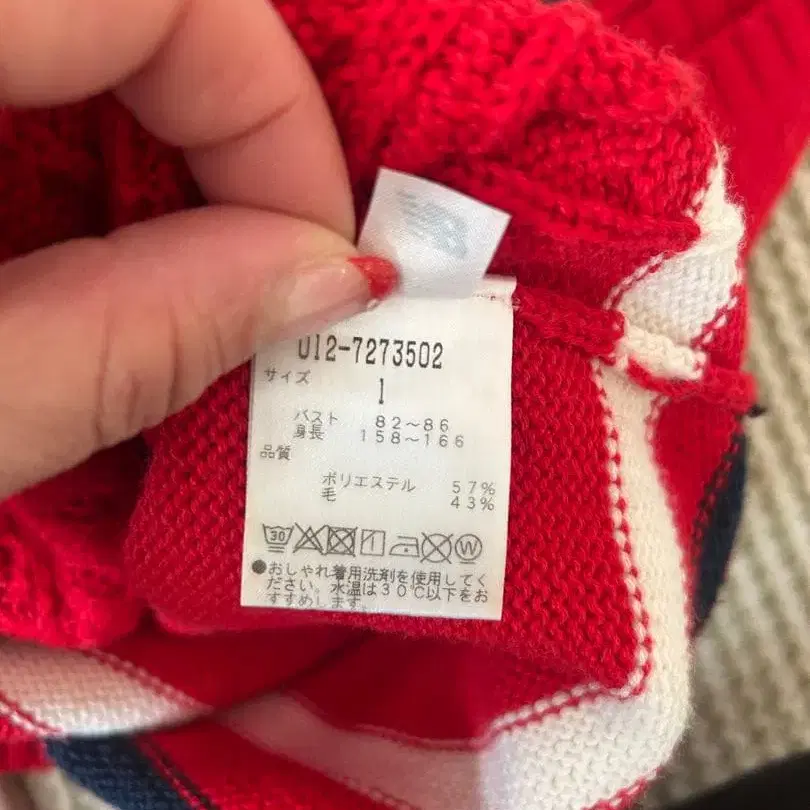 U12-7273502
サイズ
1
バスト 82～86
身長 158～166
品質
ポリエステル 57%
毛 43%
30 W
●おしゃれ着用洗剤を使用してく
ださい。水温は30℃以下をお
すすめします。